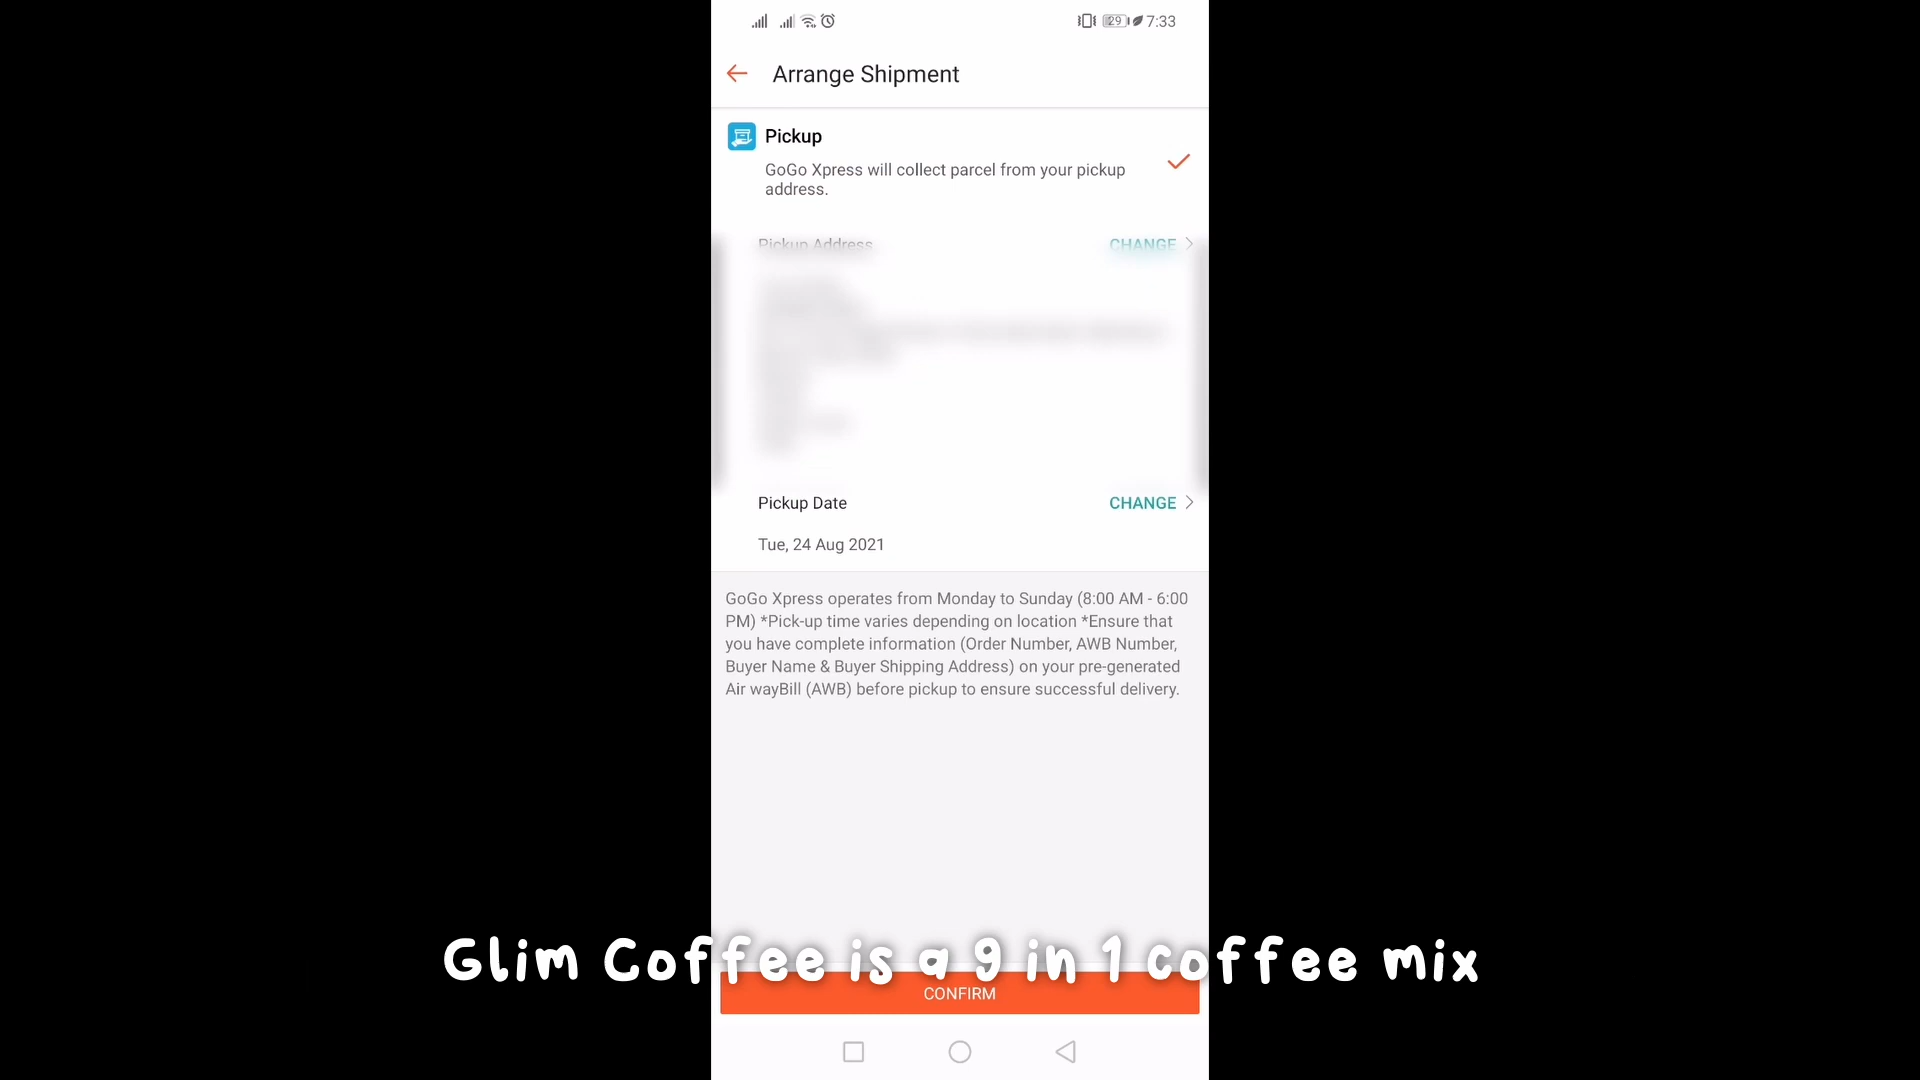 29 7:33
Arrange Shipment
Pickup
GoGo Xpress will collect parcel from your pickup
address.
Pickup Address CHANGE
Pickup Date CHANGE
Tue, 24 Aug 2021
GoGo Xpress operates from Monday to Sunday (8:00 AM - 6:00
PM) *Pick-up time varies depending on location *Ensure that
you have complete information (Order Number, AWB Number,
Buyer Name & Buyer Shipping Address) on your pre-generated
Air wayBill (AWB) before pickup to ensure successful delivery.
Glim Coffee is a 9 in 1 coffee mix
CONFIRM